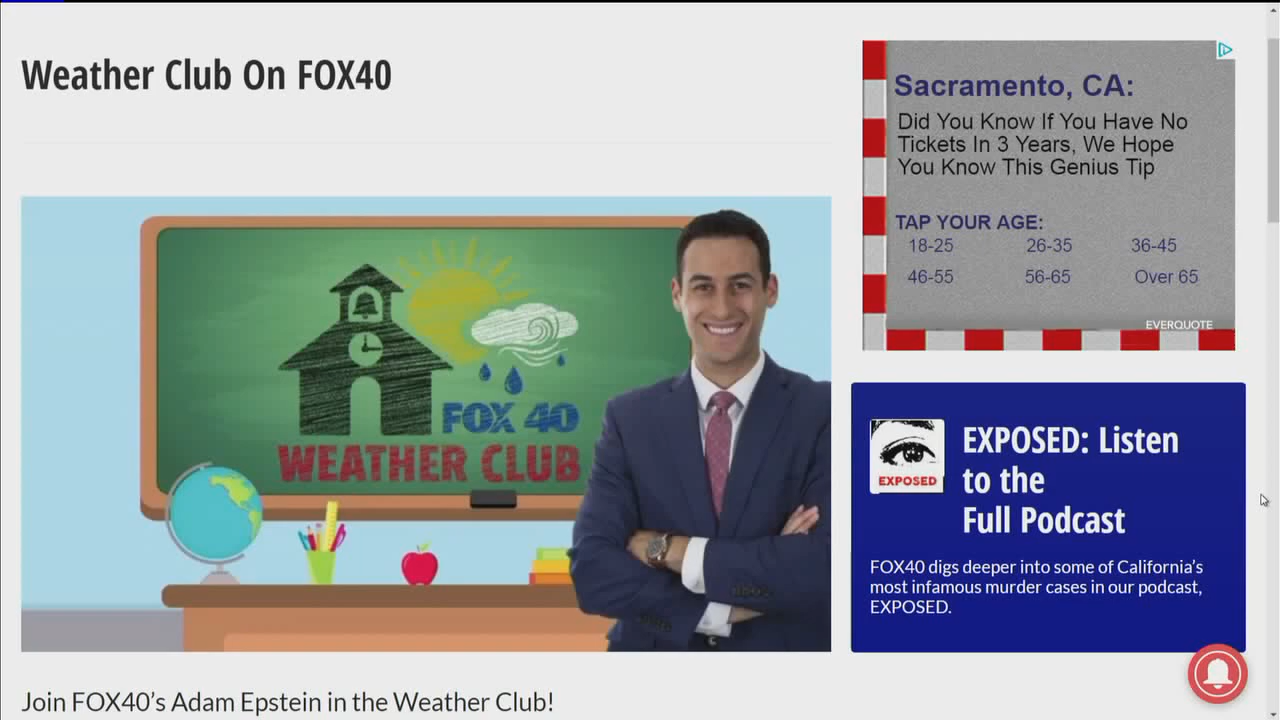 Weather Club On FOX40
FOX 40
WEATHER CLUB
Join FOX40’s Adam Epstein in the Weather Club!
Sacramento, CA:
Did You Know If You Have No
Tickets In 3 Years, We Hope
You Know This Genius Tip
TAP YOUR AGE:
18-25 26-35 36-45
46-55 56-65 Over 65
EVERQUOTE
EXPOSED
EXPOSED: Listen
to the
Full Podcast
FOX40 digs deeper into some of California’s
most infamous murder cases in our podcast,
EXPOSED.